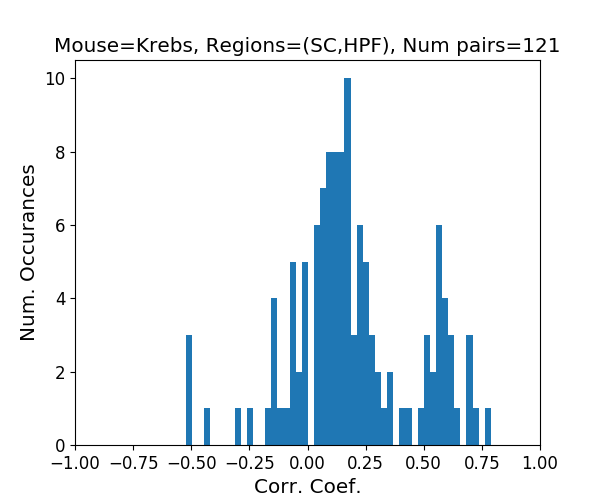 Mouse=Krebs, Regions=(SC,HPF), Num pairs=121
10
8
6
4
2
0
Num. Occurances
−1.00 −0.75 −0.50 −0.25 0.00 0.25 0.50 0.75 1.00
Corr. Coef.